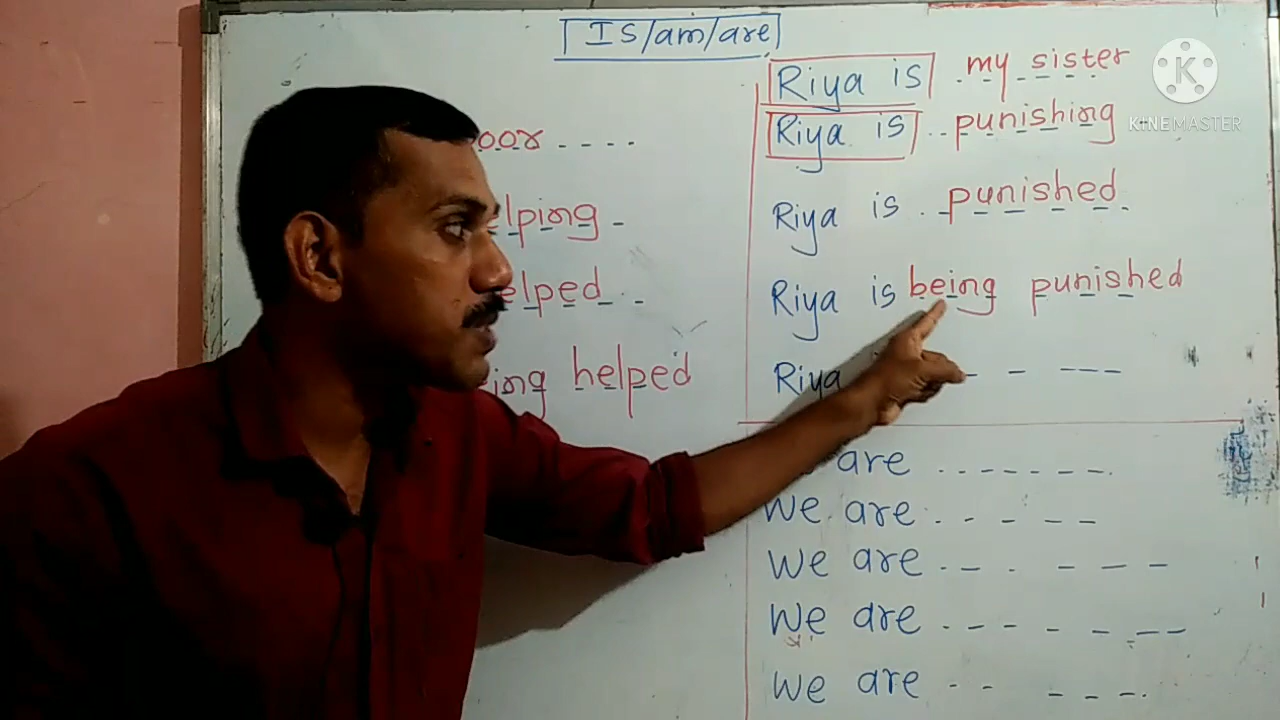 Is/am/are
oor ----
lping -
elped - -
ing helped
Riya is - my sister
Riya is -- punishing
Riya is - punished -
Riya is being punished
Riya - - ---
are -------
We are -----
We are -- - - - -
We are ---- - - --
We are -- ---
K
KINEMASTER